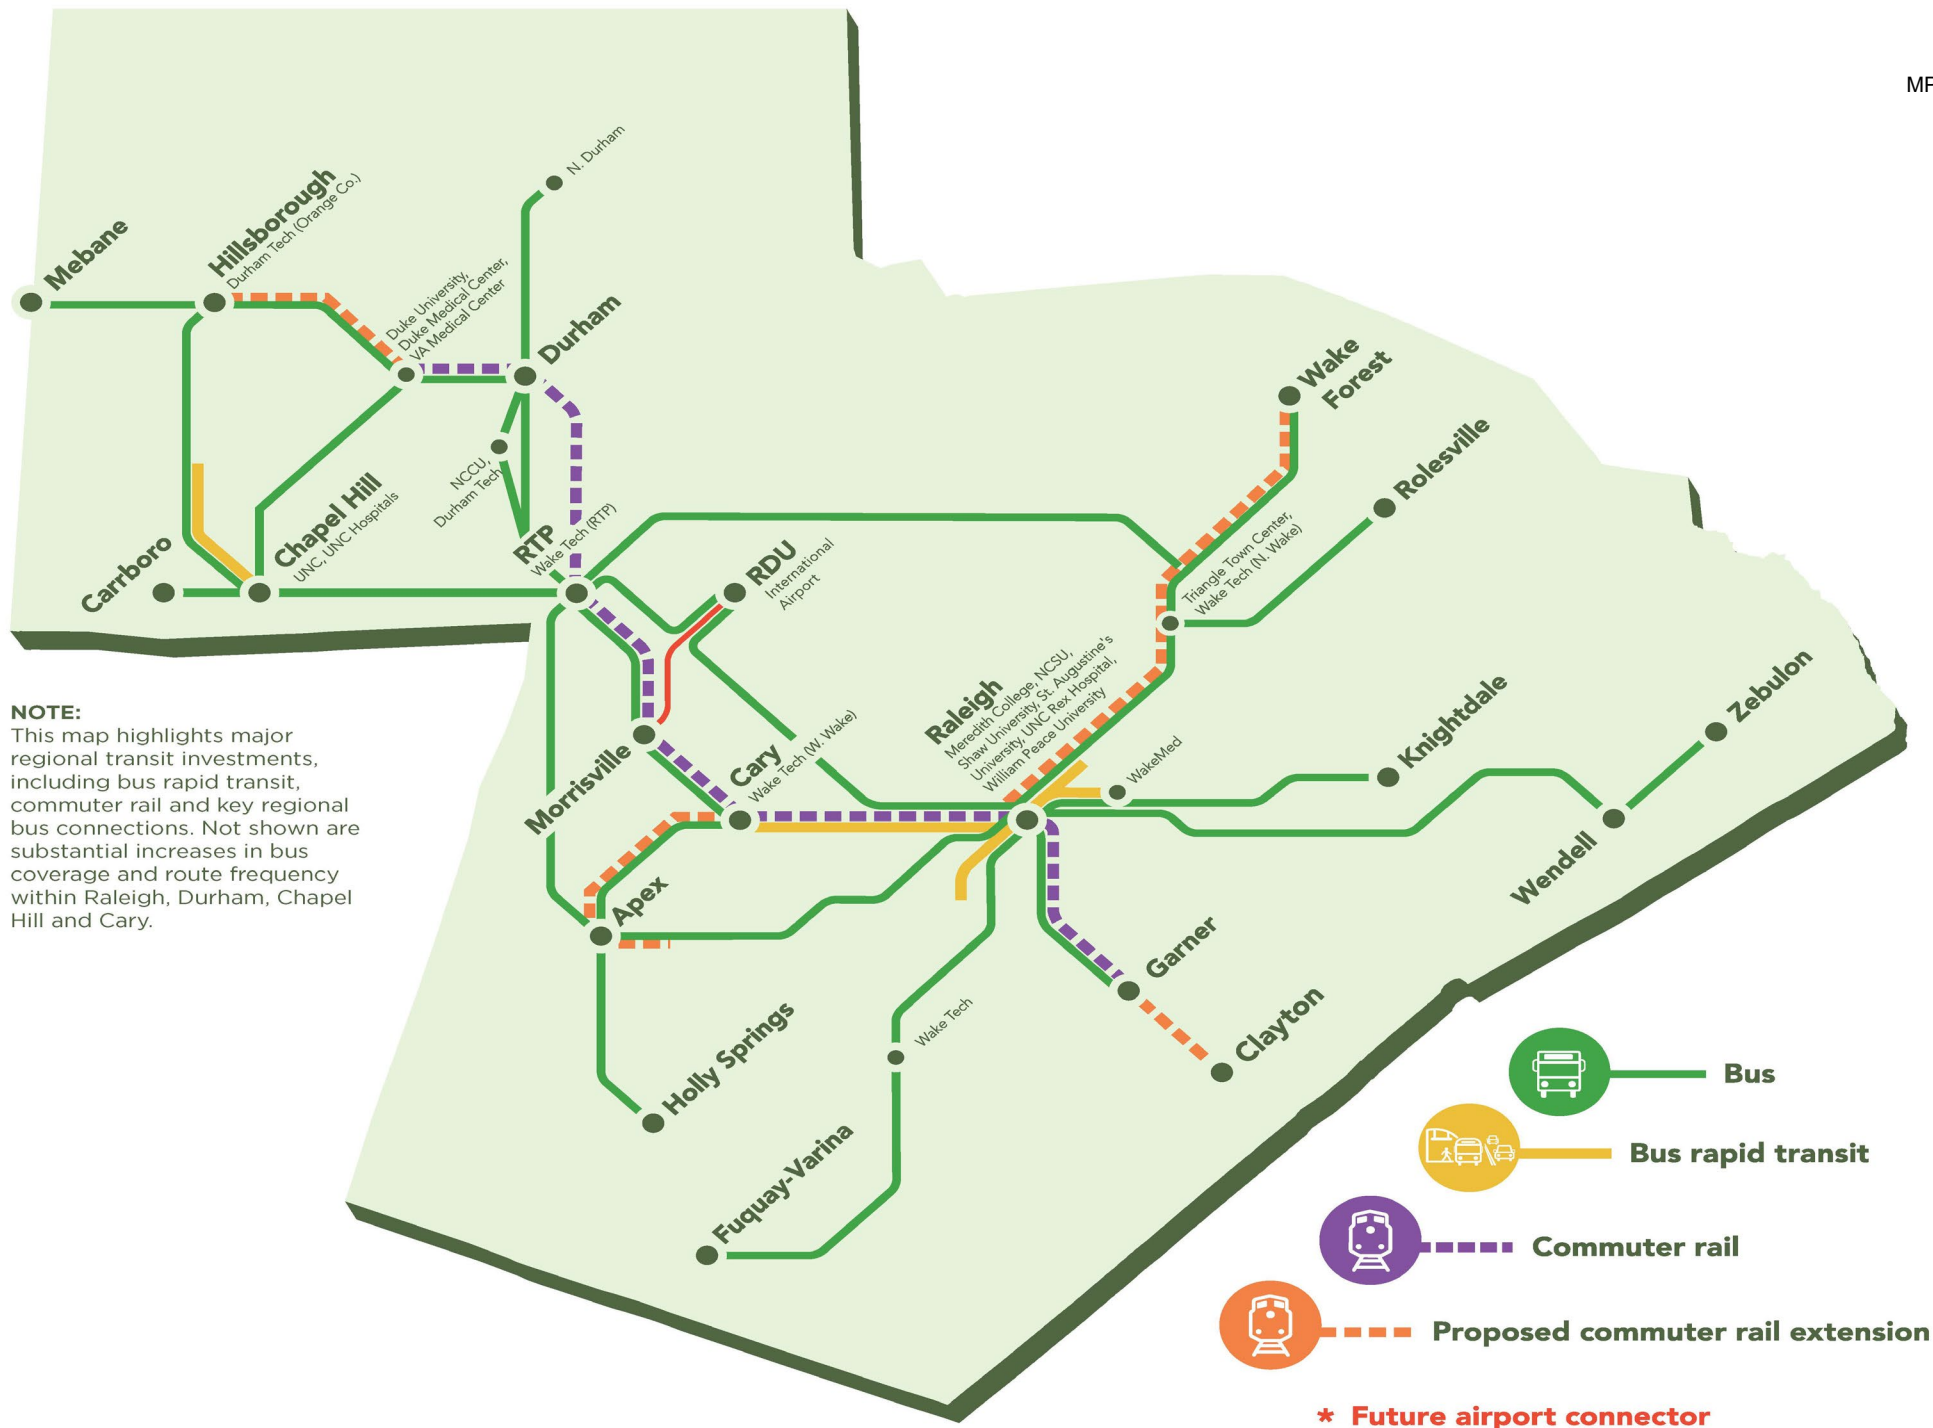 MP
Mebane
Hillsborough
Durham Tech (Orange Co.)
Duke University,
Duke Medical Center,
VA Medical Center
N. Durham
Durham
NCCU,
Durham Tech
Carrboro
Chapel Hill
UNC, UNC Hospitals
RTP
Wake Tech (RTP)
RDU
International
Airport
Wake
Forest
Rolesville
Triangle Town Center,
Wake Tech (N. Wake)
Raleigh
Meredith College, NCSU,
Shaw University, St. Augustine's
University, UNC Rex Hospital,
William Peace University
WakeMed
Knightdale
Zebulon
Wendell
Morrisville
Cary
Wake Tech (W. Wake)
Apex
Garner
Clayton
Holly Springs
Wake Tech
Fuquay-Varina
NOTE:
This map highlights major
regional transit investments,
including bus rapid transit,
commuter rail and key regional
bus connections. Not shown are
substantial increases in bus
coverage and route frequency
within Raleigh, Durham, Chapel
Hill and Cary.
Bus
Bus rapid transit
Commuter rail
Proposed commuter rail extension
* Future airport connector